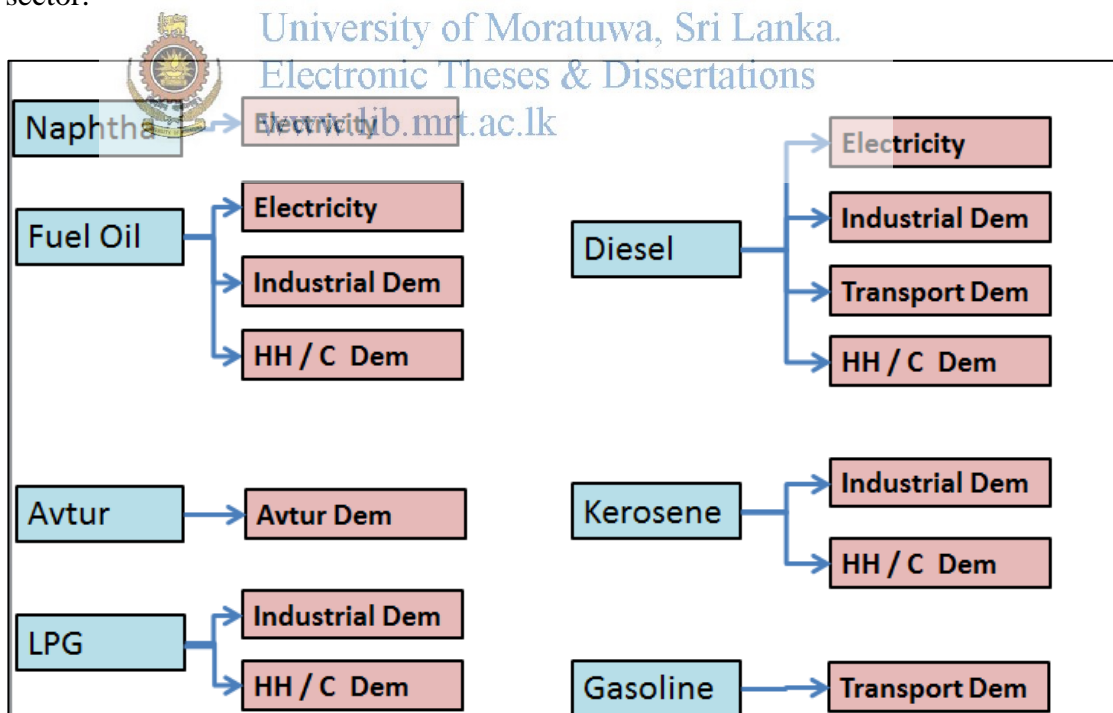 sector.
University of Moratuwa, Sri Lanka.
Electronic Theses & Dissertations
www.lib.mrt.ac.lk
Naphtha
Electricity
Fuel Oil
Electricity
Industrial Dem
HH / C Dem
Avtur
Avtur Dem
LPG
Industrial Dem
HH / C Dem
Diesel
Electricity
Industrial Dem
Transport Dem
HH / C Dem
Kerosene
Industrial Dem
HH / C Dem
Gasoline
Transport Dem